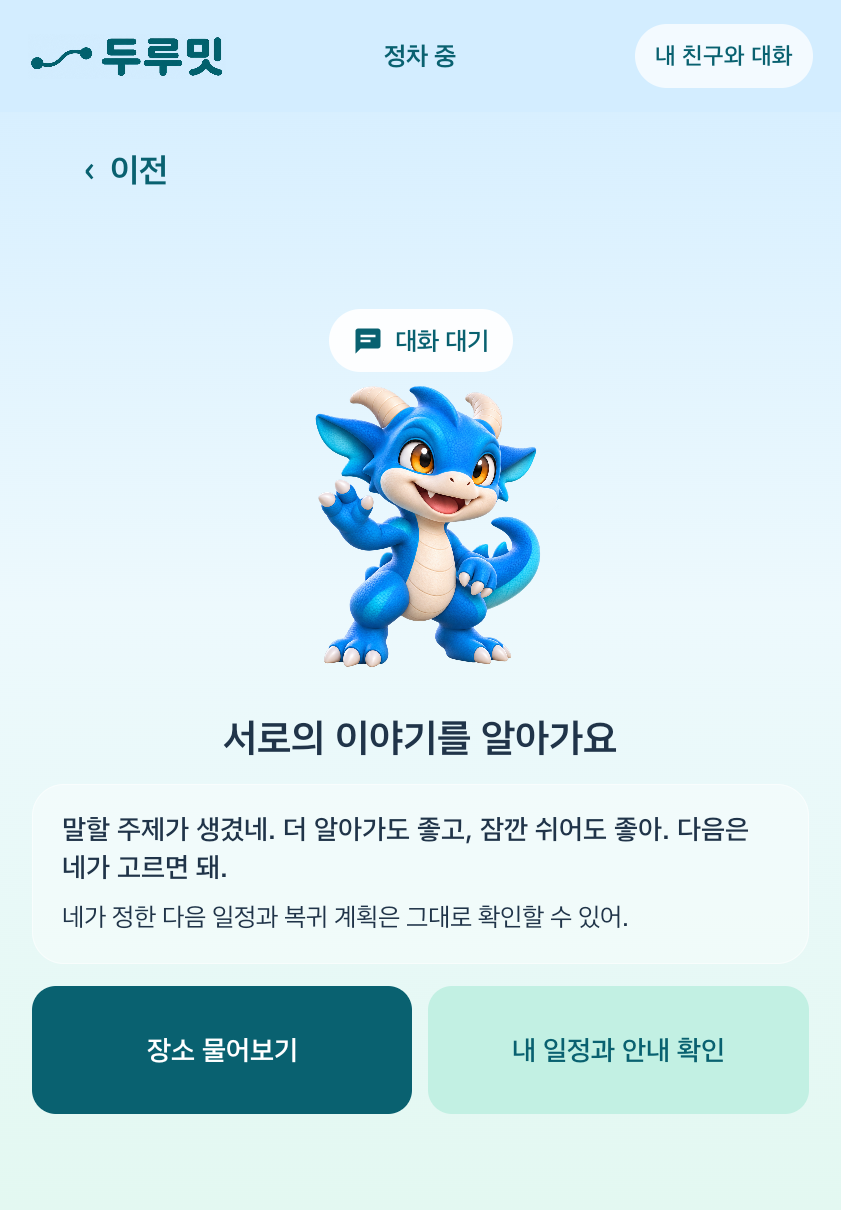 두루밋
정차 중
내 친구와 대화
‹ 이전
대화 대기
서로의 이야기를 알아가요
말할 주제가 생겼네. 더 알아가도 좋고, 잠깐 쉬어도 좋아. 다음은
네가 고르면 돼.
네가 정한 다음 일정과 복귀 계획은 그대로 확인할 수 있어.
장소 물어보기
내 일정과 안내 확인